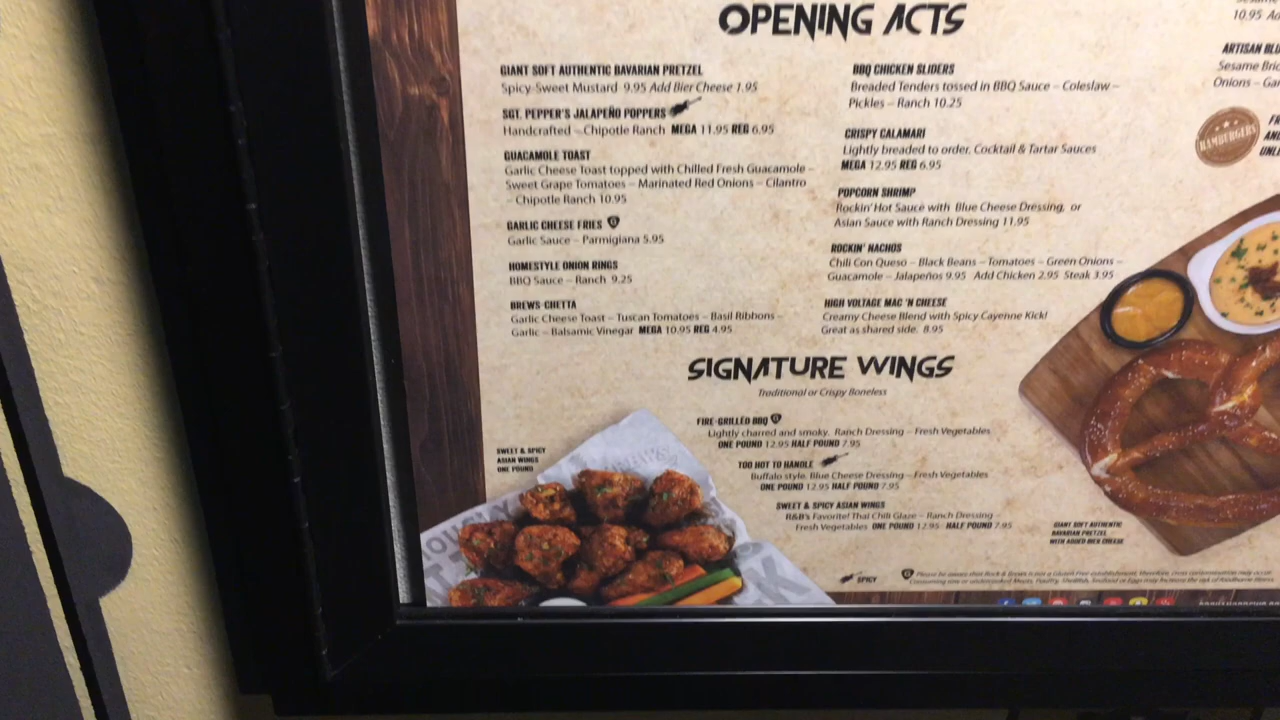 OPENING ACTS
GIANT SOFT AUTHENTIC BAVARIAN PRETZEL
Spicy-Sweet Mustard 9.95 Add Bier Cheese 1.95
SGT. PEPPER'S JALAPEÑO POPPERS
Handcrafted – Chipotle Ranch MEGA 11.95 REG 6.95
GUACAMOLE TOAST
Garlic Cheese Toast topped with Chilled Fresh Guacamole –
Sweet Grape Tomatoes – Marinated Red Onions – Cilantro
– Chipotle Ranch 10.95
GARLIC CHEESE FRIES
Garlic Sauce – Parmigiana 5.95
HOMESTYLE ONION RINGS
BBQ Sauce – Ranch 9.25
BREWS-CHETTA
Garlic Cheese Toast – Tuscan Tomatoes – Basil Ribbons –
Garlic – Balsamic Vinegar MEGA 10.95 REG 4.95
BBQ CHICKEN SLIDERS
Breaded Tenders tossed in BBQ Sauce – Coleslaw –
Pickles – Ranch 10.25
CRISPY CALAMARI
Lightly breaded to order, Cocktail & Tartar Sauces
MEGA 12.95 REG 6.95
POPCORN SHRIMP
Rockin' Hot Sauce with Blue Cheese Dressing, or
Asian Sauce with Ranch Dressing 11.95
ROCKIN' NACHOS
Chili Con Queso – Black Beans – Tomatoes – Green Onions –
Guacamole – Jalapeños 9.95 Add Chicken 2.95 Steak 3.95
HIGH VOLTAGE MAC 'N CHEESE
Creamy Cheese Blend with Spicy Cayenne Kick!
Great as shared side. 8.95
SIGNATURE WINGS
Traditional or Crispy Boneless
FIRE-GRILLED BBQ
Lightly charred and smoky. Ranch Dressing – Fresh Vegetables
ONE POUND 12.95 HALF POUND 7.95
TOO HOT TO HANDLE
Buffalo style, Blue Cheese Dressing – Fresh Vegetables
ONE POUND 12.95 HALF POUND 7.95
SWEET & SPICY ASIAN WINGS
R&B's Favorite! Thai Chili Glaze – Ranch Dressing –
Fresh Vegetables ONE POUND 12.95 HALF POUND 7.95
SWEET & SPICY
ASIAN WINGS
ONE POUND
SPICY
GIANT SOFT AUTHENTIC
BAVARIAN PRETZEL
WITH ADDED BIER CHEESE
10.95
ARTISAN
Sesame
Onions –
HAMBURGERS